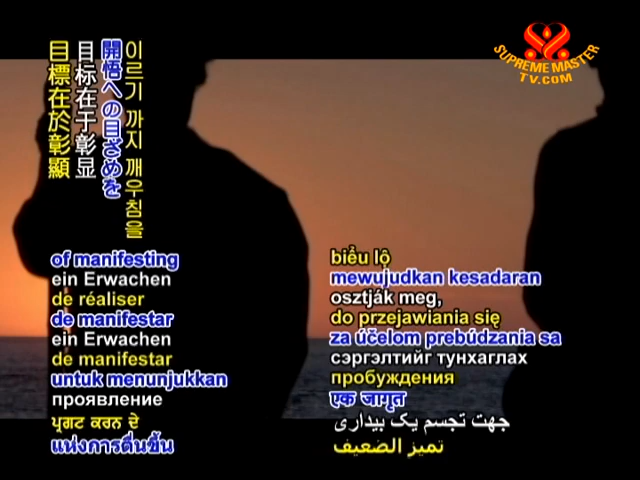 SUPREME MASTER
TV.COM
目標在於彰顯
目标在于彰显
開悟への目ざめを
이르기 까지 깨우침을
of manifesting
ein Erwachen
de réaliser
de manifestar
ein Erwachen
de manifestar
untuk menunjukkan
проявление
ਪ੍ਰਗਟ ਕਰਨ ਦੇ
แห่งการตื่นขึ้น
biểu lộ
mewujudkan kesadaran
osztják meg,
do przejawiania się
za účelom prebúdzania sa
сэргэлтийг тунхаглах
пробуждения
एक जागृत
جهت تجسم یک بیداری
تميز الضعيف